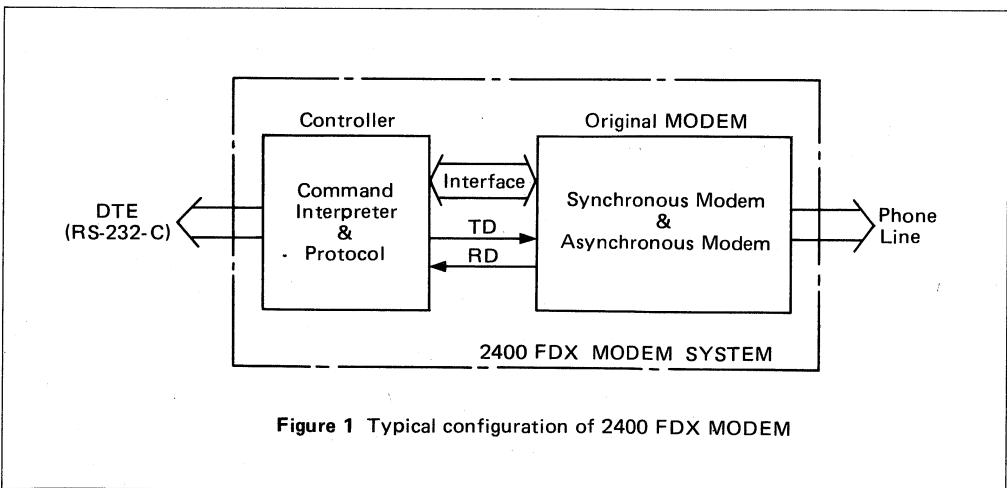 Controller
Original MODEM
DTE
(RS-232-C)
Command
Interpreter
&
Protocol
Interface
TD
RD
Synchronous Modem
&
Asynchronous Modem
Phone
Line
2400 FDX MODEM SYSTEM
Figure 1 Typical configuration of 2400 FDX MODEM